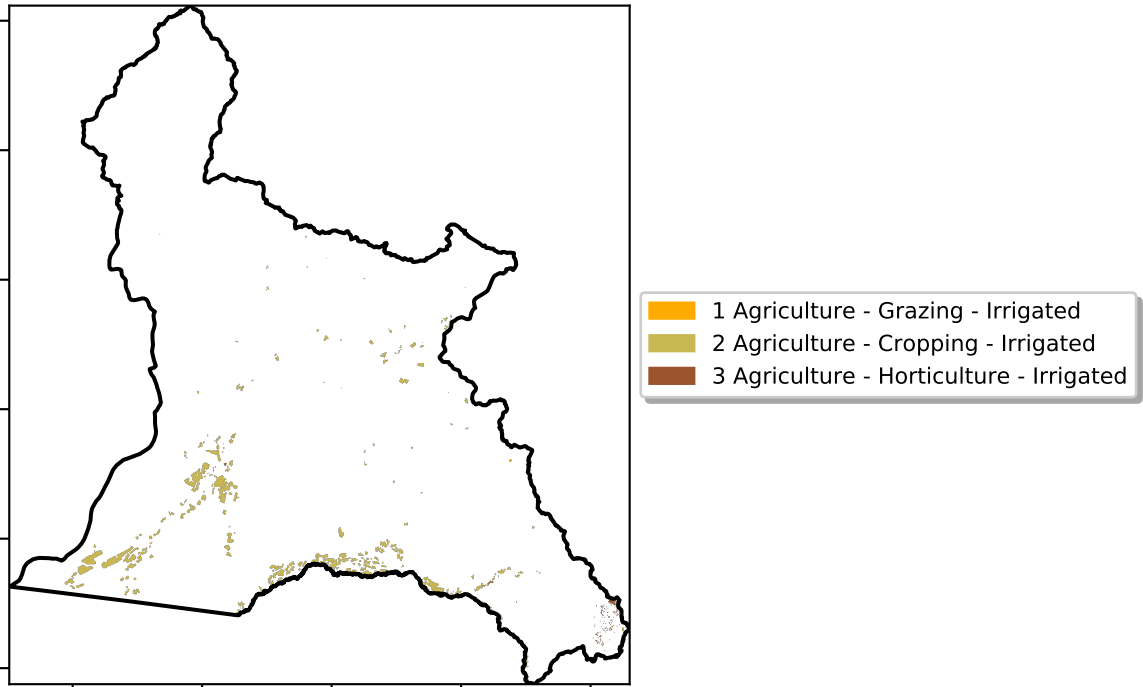 1 Agriculture - Grazing - Irrigated
2 Agriculture - Cropping - Irrigated
3 Agriculture - Horticulture - Irrigated